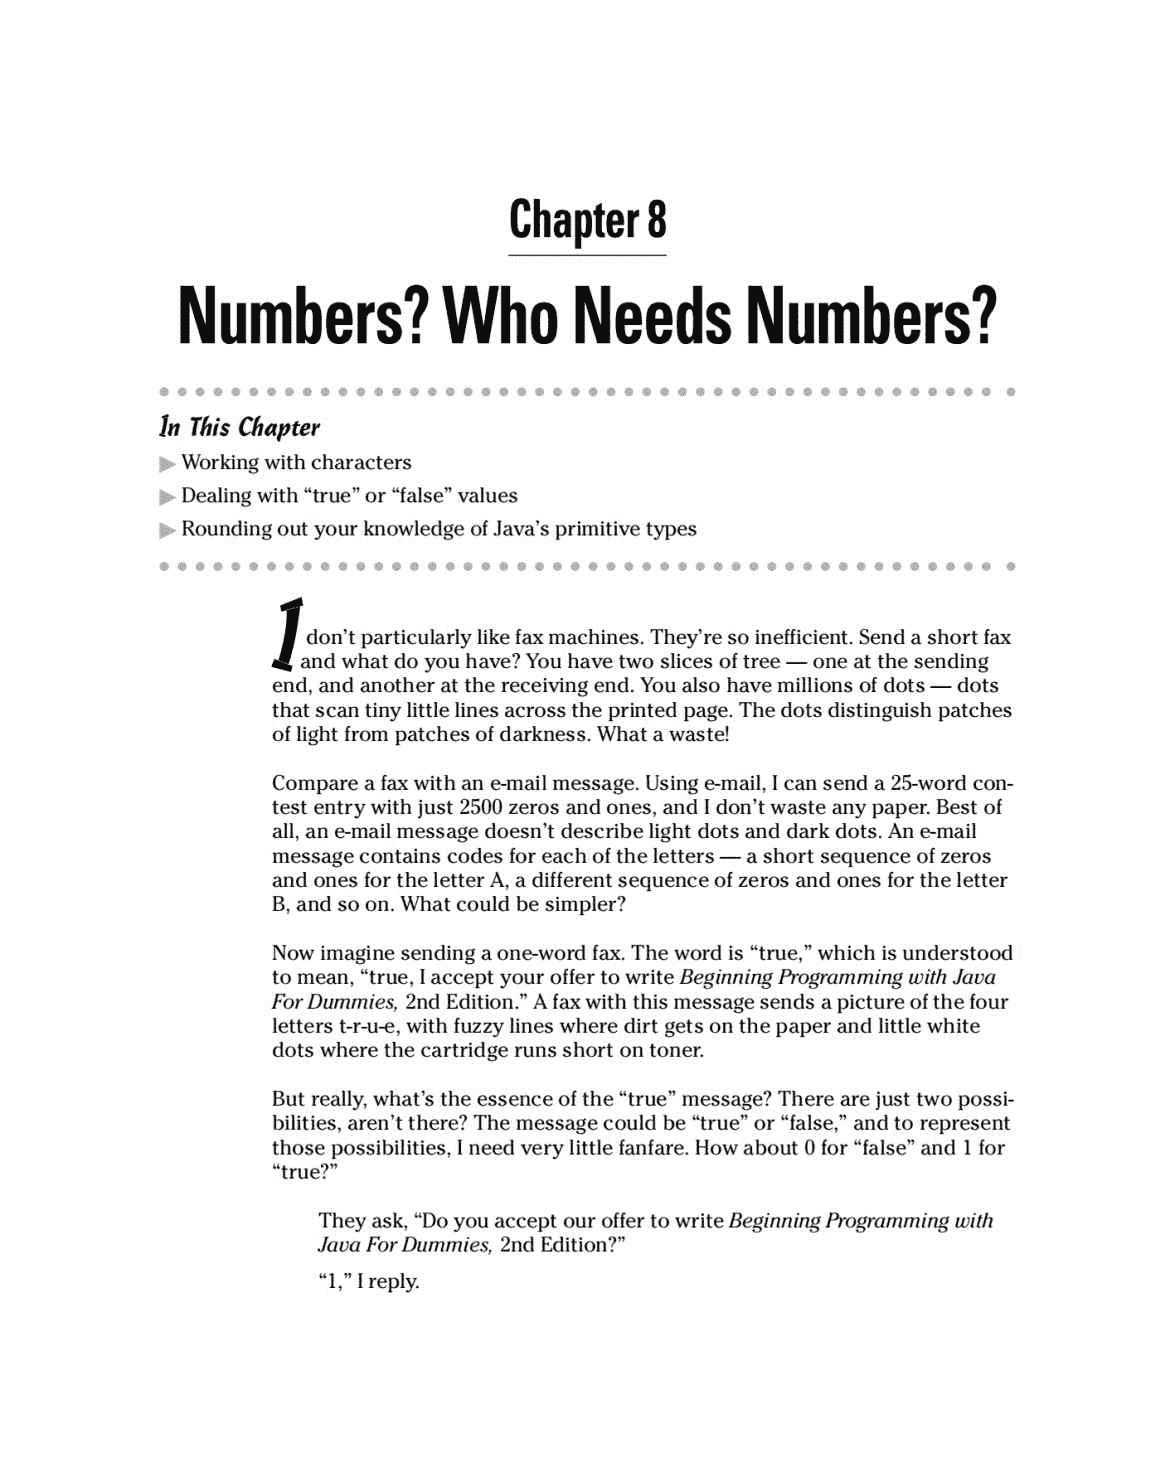 Chapter 8
Numbers? Who Needs Numbers?
In This Chapter
Working with characters
Dealing with “true” or “false” values
Rounding out your knowledge of Java’s primitive types
I don’t particularly like fax machines. They’re so inefficient. Send a short fax
and what do you have? You have two slices of tree — one at the sending
end, and another at the receiving end. You also have millions of dots — dots
that scan tiny little lines across the printed page. The dots distinguish patches
of light from patches of darkness. What a waste!
Compare a fax with an e-mail message. Using e-mail, I can send a 25-word con-
test entry with just 2500 zeros and ones, and I don’t waste any paper. Best of
all, an e-mail message doesn’t describe light dots and dark dots. An e-mail
message contains codes for each of the letters — a short sequence of zeros
and ones for the letter A, a different sequence of zeros and ones for the letter
B, and so on. What could be simpler?
Now imagine sending a one-word fax. The word is “true,” which is understood
to mean, “true, I accept your offer to write Beginning Programming with Java
For Dummies, 2nd Edition.” A fax with this message sends a picture of the four
letters t-r-u-e, with fuzzy lines where dirt gets on the paper and little white
dots where the cartridge runs short on toner.
But really, what’s the essence of the “true” message? There are just two possi-
bilities, aren’t there? The message could be “true” or “false,” and to represent
those possibilities, I need very little fanfare. How about 0 for “false” and 1 for
“true?”
They ask, “Do you accept our offer to write Beginning Programming with
Java For Dummies, 2nd Edition?”
“1,” I reply.